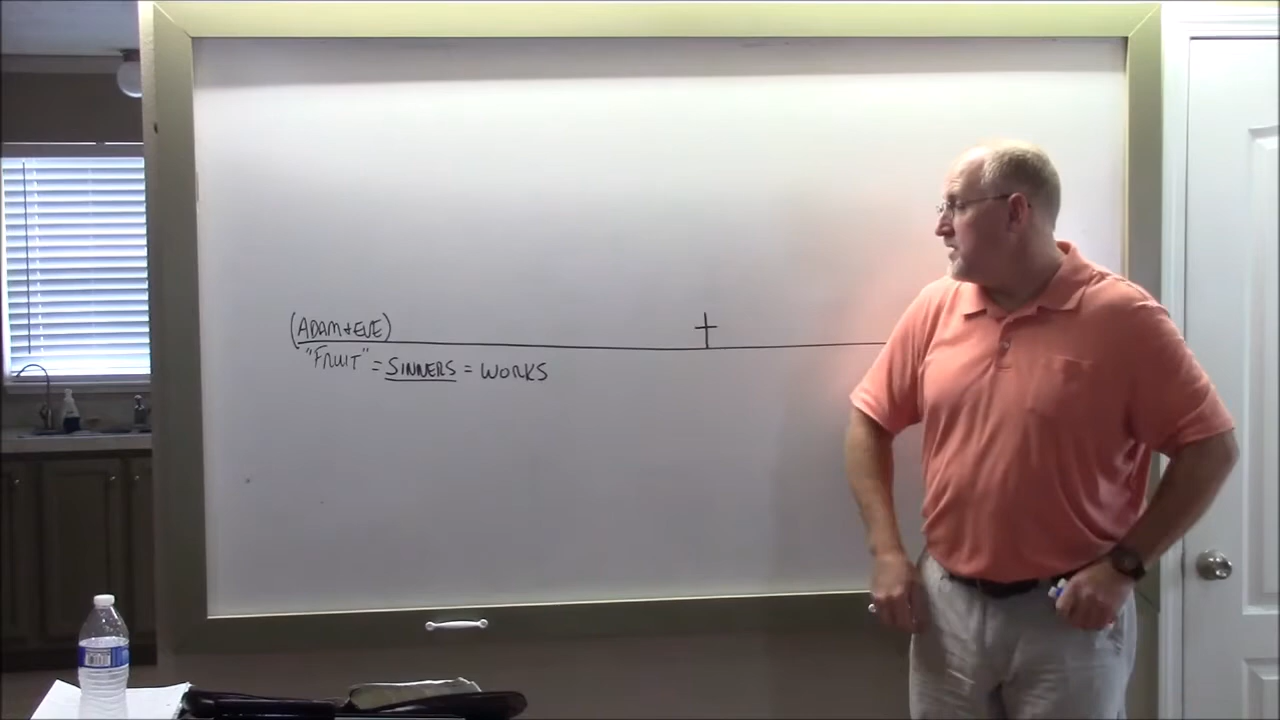 (ADAM + EVE)
"FRUIT" = SINNERS = WORKS